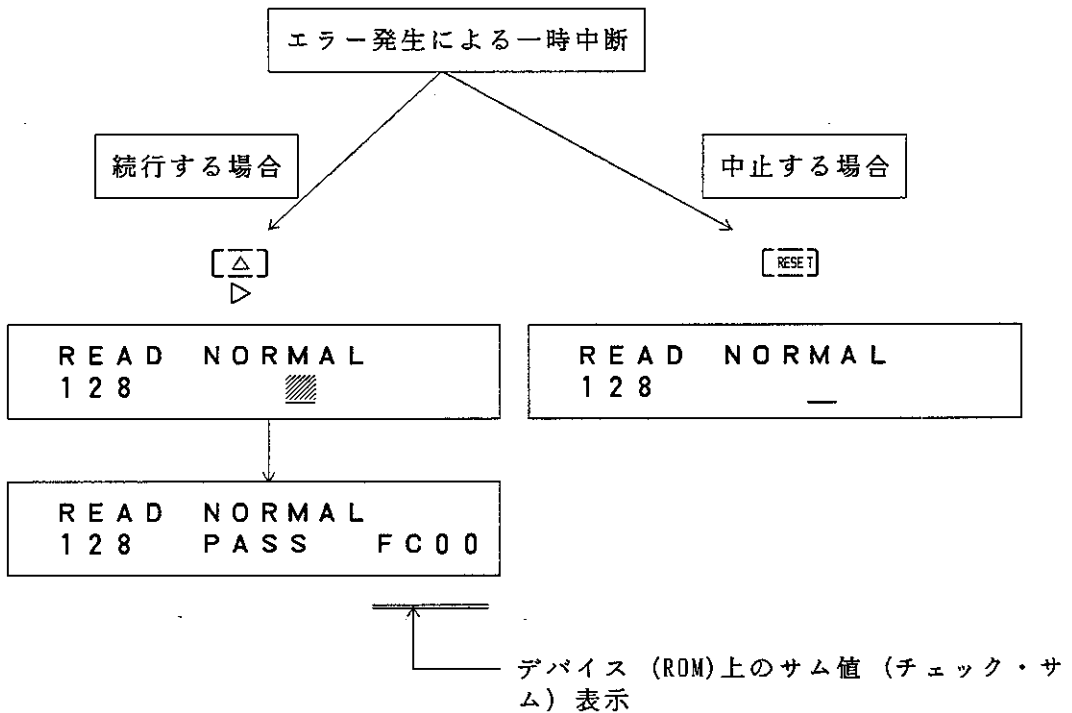 エラー発生による一時中断
続行する場合
中止する場合
△
RESET
▷
READ NORMAL
128
READ NORMAL
128
READ NORMAL
128 PASS FC00
デバイス (ROM)上のサム値 (チェック・サ
ム) 表示